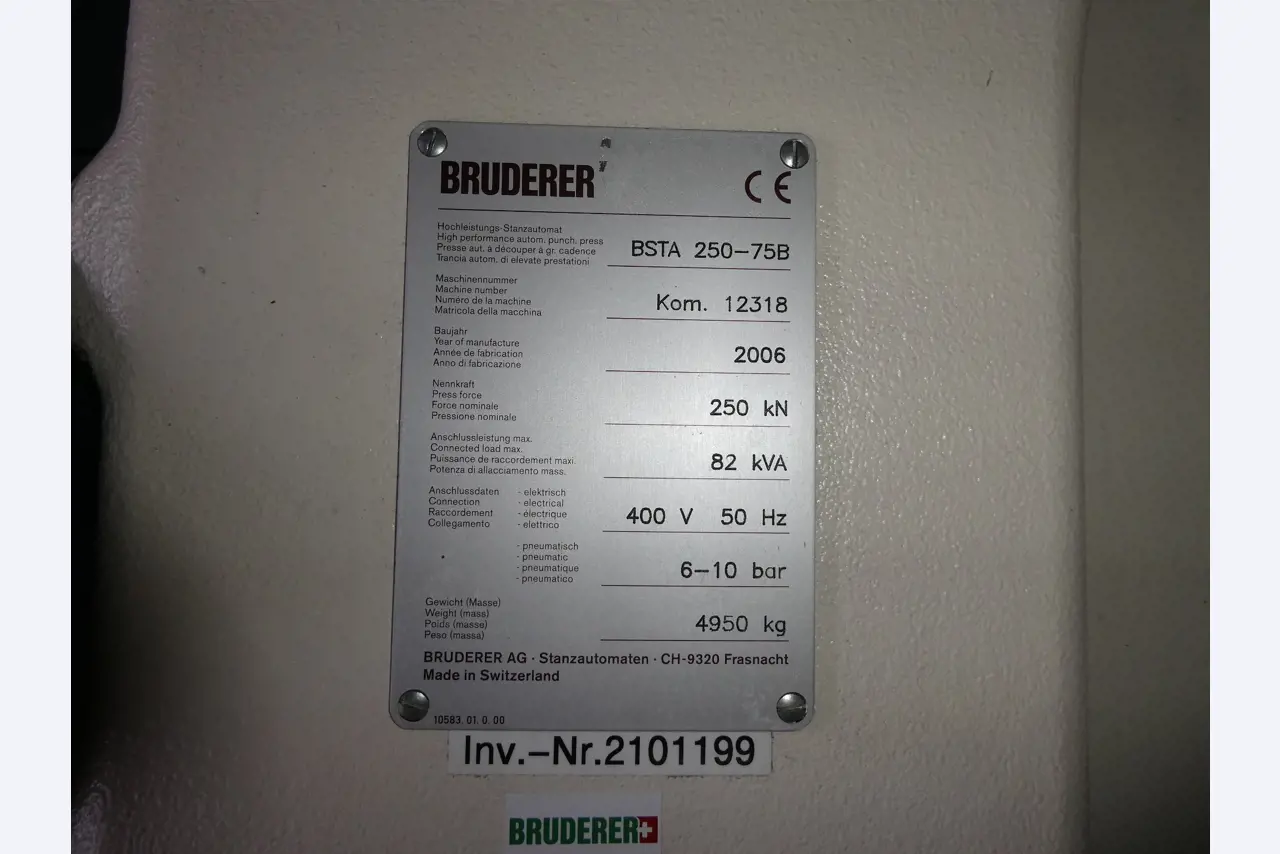 BRUDERER
CE
Hochleistungs-Stanzautomat
High performance autom. punch. press
Presse aut. à découper à gr. cadence
Trancia autom. di elevate prestationi
BSTA 250-75B
Maschinennummer
Machine number
Numéro de la machine
Matricola della macchina
Kom. 12318
Baujahr
Year of manufacture
Année de fabrication
Anno di fabricazione
2006
Nennkraft
Press force
Force nominale
Pressione nominale
250 kN
Anschlussleistung max.
Connected load max.
Puissance de raccordement maxi.
Potenza di allacciamento mass.
82 kVA
Anschlussdaten - elektrisch
Connection - electrical
Raccordement - électrique
Collegamento - elettrico
400 V 50 Hz
- pneumatisch
- pneumatic
- pneumatique
- pneumatico
6-10 bar
Gewicht (Masse)
Weight (mass)
Poids (masse)
Peso (massa)
4950 kg
BRUDERER AG · Stanzautomaten · CH-9320 Frasnacht
Made in Switzerland
10583. 01. 0. 00
Inv.-Nr.2101199
BRUDERER